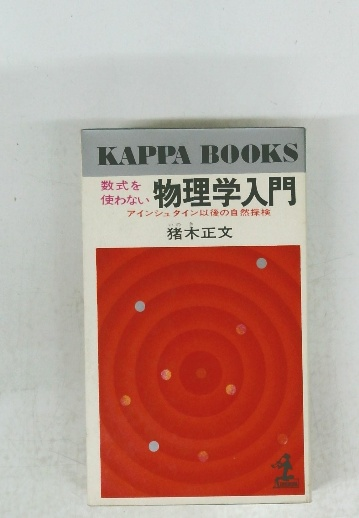 KAPPA BOOKS
数式を
使わない
物理学入門
アインシュタイン以後の自然探検
猪木正文